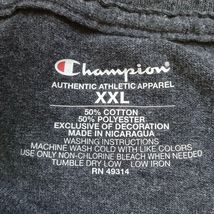 Champion
AUTHENTIC ATHLETIC APPAREL
XXL
50% COTTON
50% POLYESTER
EXCLUSIVE OF DECORATION
MADE IN NICARAGUA
WASHING INSTRUCTIONS
MACHINE WASH COLD WITH LIKE COLORS
USE ONLY NON-CHLORINE BLEACH WHEN NEEDED
TUMBLE DRY LOW LOW IRON
RN 49314